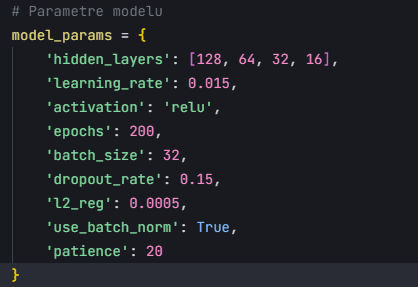 # Parametre modelu
model_params = {
    'hidden_layers': [128, 64, 32, 16],
    'learning_rate': 0.015,
    'activation': 'relu',
    'epochs': 200,
    'batch_size': 32,
    'dropout_rate': 0.15,
    'l2_reg': 0.0005,
    'use_batch_norm': True,
    'patience': 20
}